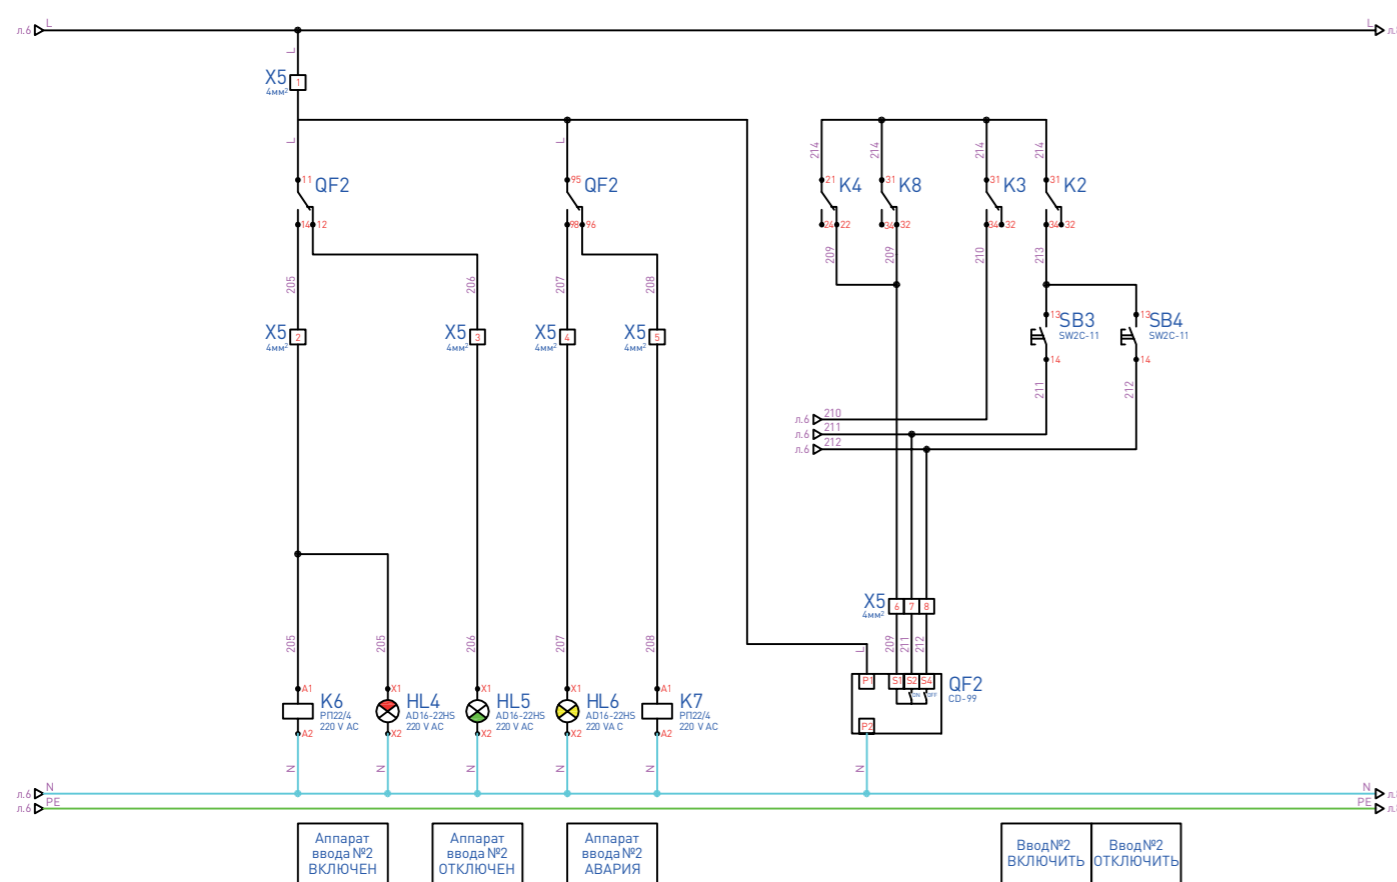 л.6 L
L л.
L
X5 1
4мм²
L
L
214
214
214
214
11 QF2
14 12
95 QF2
98 96
21 K4
24 22
31 K8
34 32
31 K3
34 32
31 K2
34 32
205
206
207
208
209
209
210
213
X5 2
4мм²
X5 3
4мм²
X5 4
4мм²
X5 5
4мм²
13 SB3
SW2C-11
14
13 SB4
SW2C-11
14
211
212
л.6 210
л.6 211
л.6 212
X5 6 7 8
4мм²
205
205
206
207
208
L
209
211
212
A1 K6
РП22/4
220 V AC
A2
X1 HL4
AD16-22HS
220 V AC
X2
X1 HL5
AD16-22HS
220 V AC
X2
X1 HL6
AD16-22HS
220 VA C
X2
A1 K7
РП22/4
220 V AC
A2
P1 S1 S2 S4 QF2
CD-99
ON OFF
P2
N
N
N
N
N
N
л.6 N
N л.
л.6 PE
PE л.
Аппарат
ввода №2
ВКЛЮЧЕН
Аппарат
ввода №2
ОТКЛЮЧЕН
Аппарат
ввода №2
АВАРИЯ
Ввод№2
ВКЛЮЧИТЬ
Ввод№2
ОТКЛЮЧИТЬ